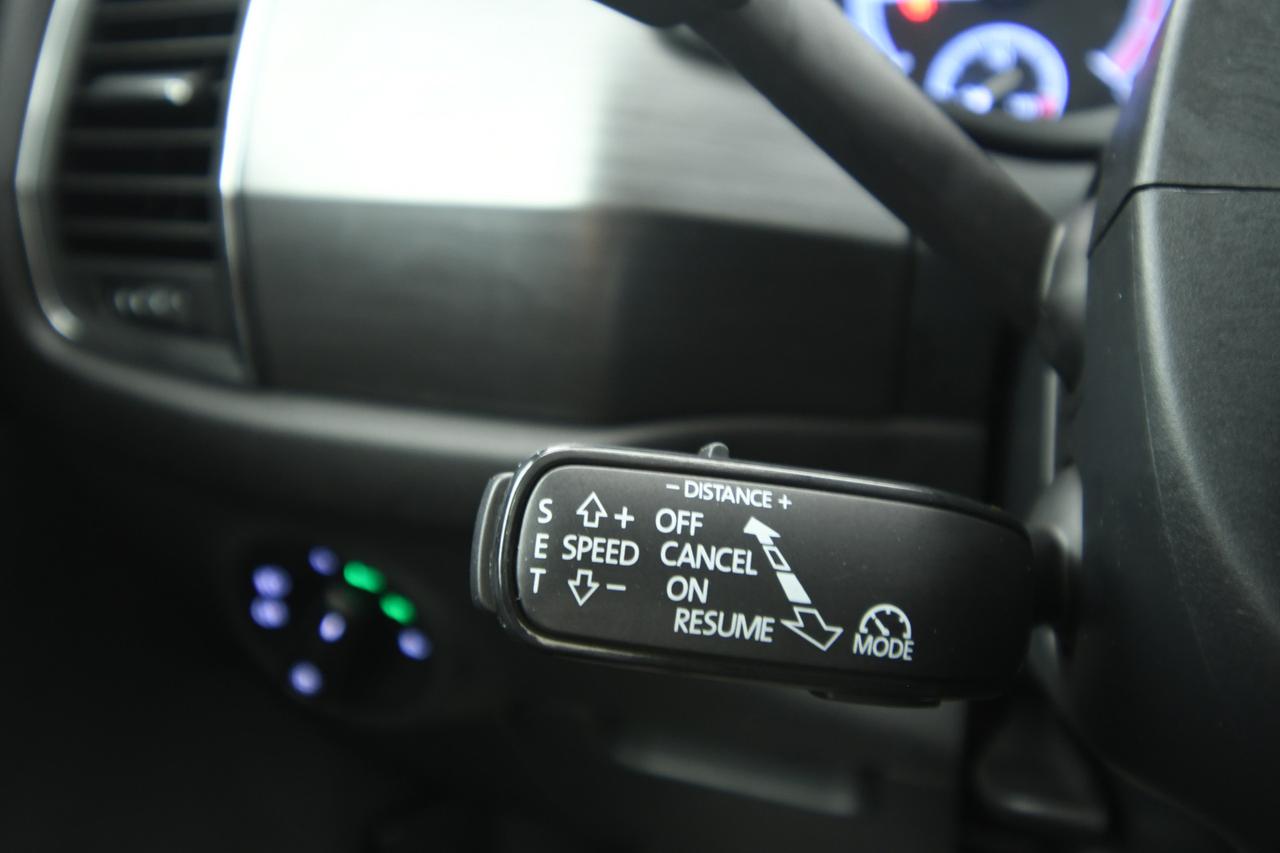 - DISTANCE +
S + OFF
E SPEED CANCEL
T - ON
RESUME
MODE